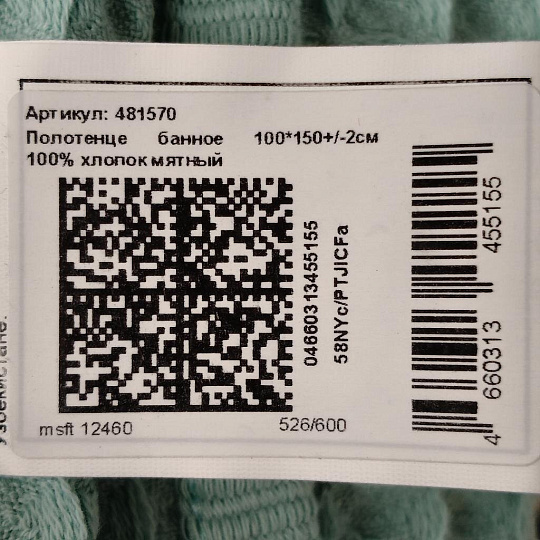 Артикул: 481570
Полотенце банное 100*150+/-2см
100% хлопок мятный
04660313455155
58NYc/PTJICFa
4 660313 455155
msft 12460
526/600